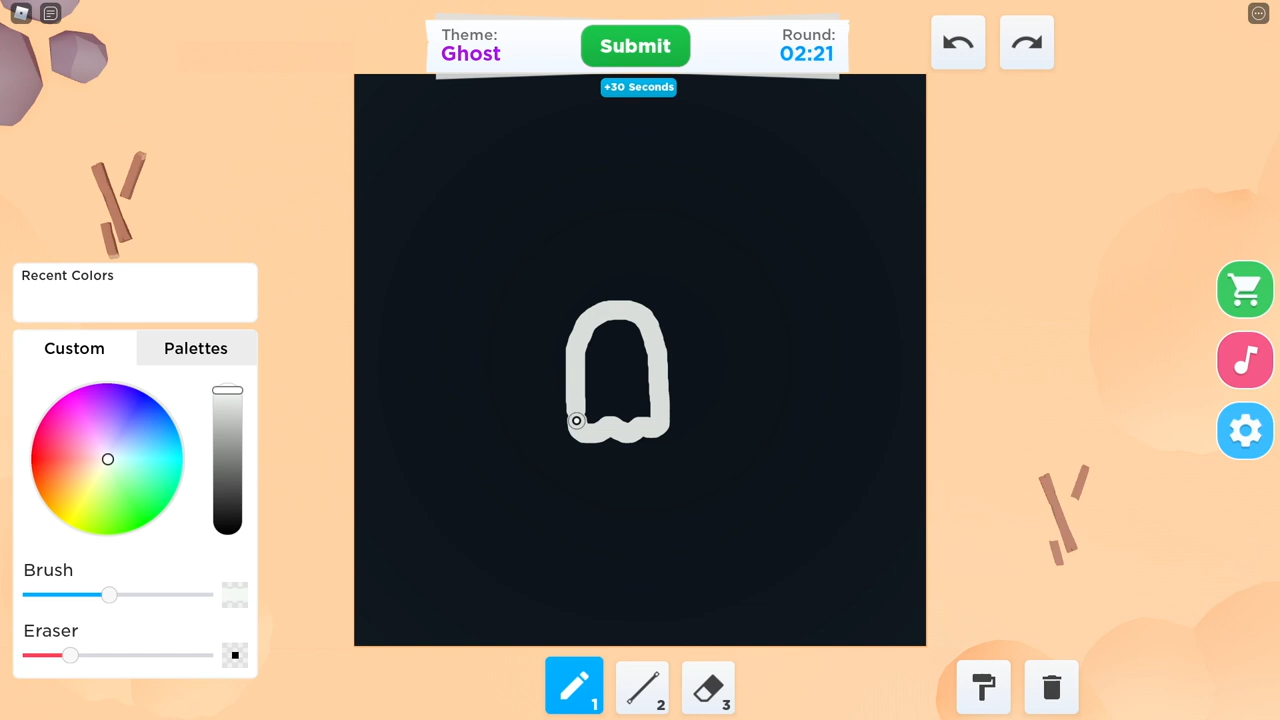 Theme:
Ghost
Submit
Round:
02:21
+30 Seconds
Recent Colors
Custom
Palettes
Brush
Eraser
1
2
3